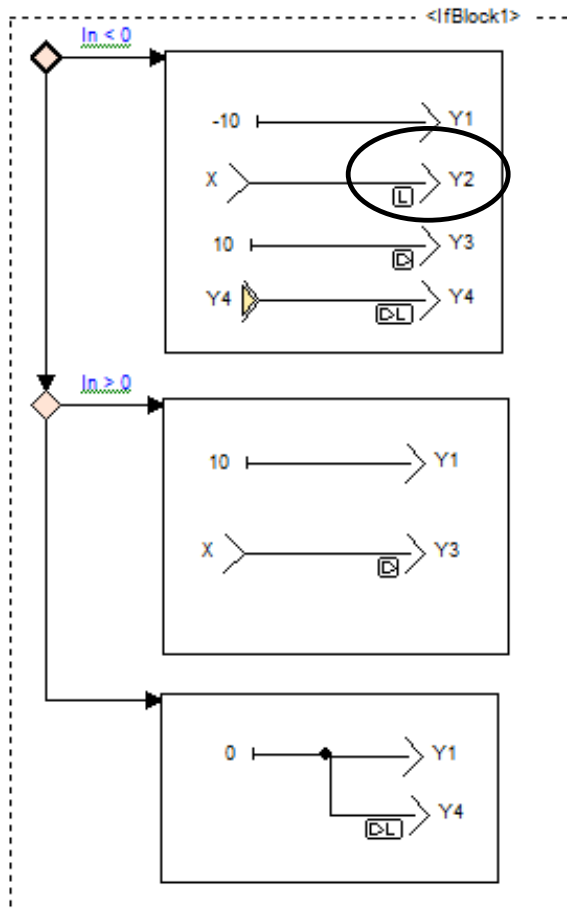 <IfBlock1>
In < 0
-10 Y1
X Y2
L
10 Y3
D
Y4 Y4
DL
In > 0
10 Y1
X Y3
D
0 Y1
Y4
DL